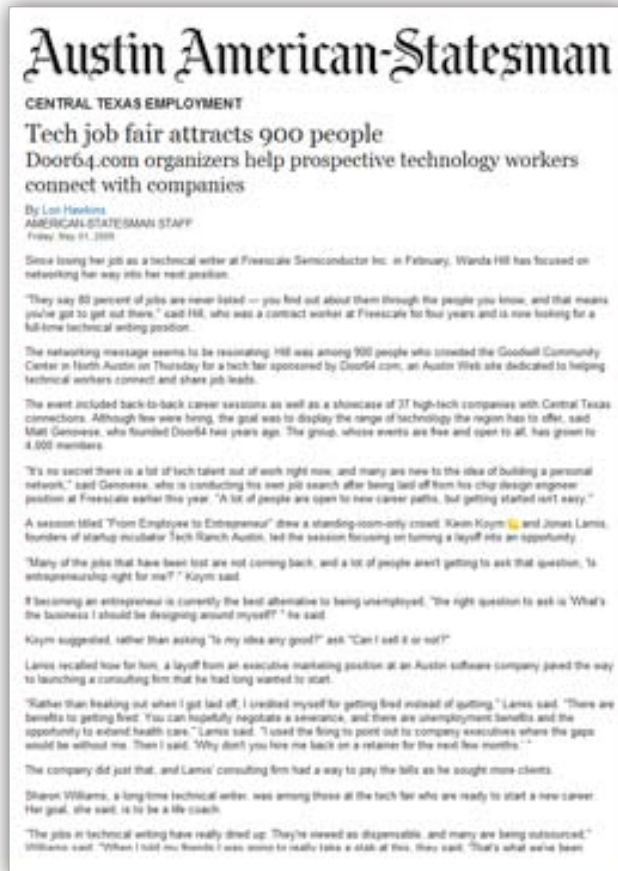 Austin American-Statesman
CENTRAL TEXAS EMPLOYMENT
Tech job fair attracts 900 people
Door64.com organizers help prospective technology workers
connect with companies
By Lori Hawkins
AMERICAN-STATESMAN STAFF
Friday, May 01, 2009
Since losing her job as a technical writer at Freescale Semiconductor Inc. in February, Wanda Hill has focused on
networking her way into her next position.
"They say 80 percent of jobs are never listed — you find out about them through the people you know, and that means
you've got to get out there," said Hill, who was a contract worker at Freescale for four years and is now looking for a
full-time technical writing position.
The networking message seems to be resonating: Hill was among 900 people who crowded the Goodwill Community
Center in North Austin on Thursday for a tech fair sponsored by Door64.com, an Austin Web site dedicated to helping
technical workers connect and share job leads.
The event included back-to-back career sessions as well as a showcase of 37 high-tech companies with Central Texas
connections. Although few were hiring, the goal was to display the range of technology the region has to offer, said
Matt Genovese, who founded Door64 two years ago. The group, whose events are free and open to all, has grown to
4,000 members.
"It's no secret there is a lot of tech talent out of work right now, and many are new to the idea of building a personal
network," said Genovese, who is conducting his own job search after being laid off from his chip design engineer
position at Freescale earlier this year. "A lot of people are open to new career paths, but getting started isn't easy."
A session titled "From Employee to Entrepreneur" drew a standing-room-only crowd. Kevin Koym and Jonas Lamis,
founders of startup incubator Tech Ranch Austin, led the session focusing on turning a layoff into an opportunity.
"Many of the jobs that have been lost are not coming back, and a lot of people aren't getting to ask that question, 'Is
entrepreneurship right for me?' " Koym said.
If becoming an entrepreneur is currently the best alternative to being unemployed, "the right question to ask is 'What's
the business I should be designing around myself?' " he said.
Koym suggested, rather than asking "Is my idea any good?" ask "Can I sell it or not?"
Lamis recalled how for him, a layoff from an executive marketing position at an Austin software company paved the way
to launching a consulting firm that he had long wanted to start.
"Rather than freaking out when I got laid off, I credited myself for getting fired instead of quitting," Lamis said. "There are
benefits to getting fired. You can hopefully negotiate a severance, and there are unemployment benefits and the
opportunity to extend health care," Lamis said. "I used the firing to point out to company executives where the gaps
would be without me. Then I said, 'Why don't you hire me back on a retainer for the next few months.' "
The company did just that, and Lamis' consulting firm had a way to pay the bills as he sought more clients.
Sharon Williams, a long-time technical writer, was among those at the tech fair who are ready to start a new career.
Her goal, she said, is to be a life coach.
"The jobs in technical writing have really dried up. They're viewed as dispensable, and many are being outsourced,"
Williams said. "When I told my friends I was going to really take a stab at this, they said, 'That's what we've been